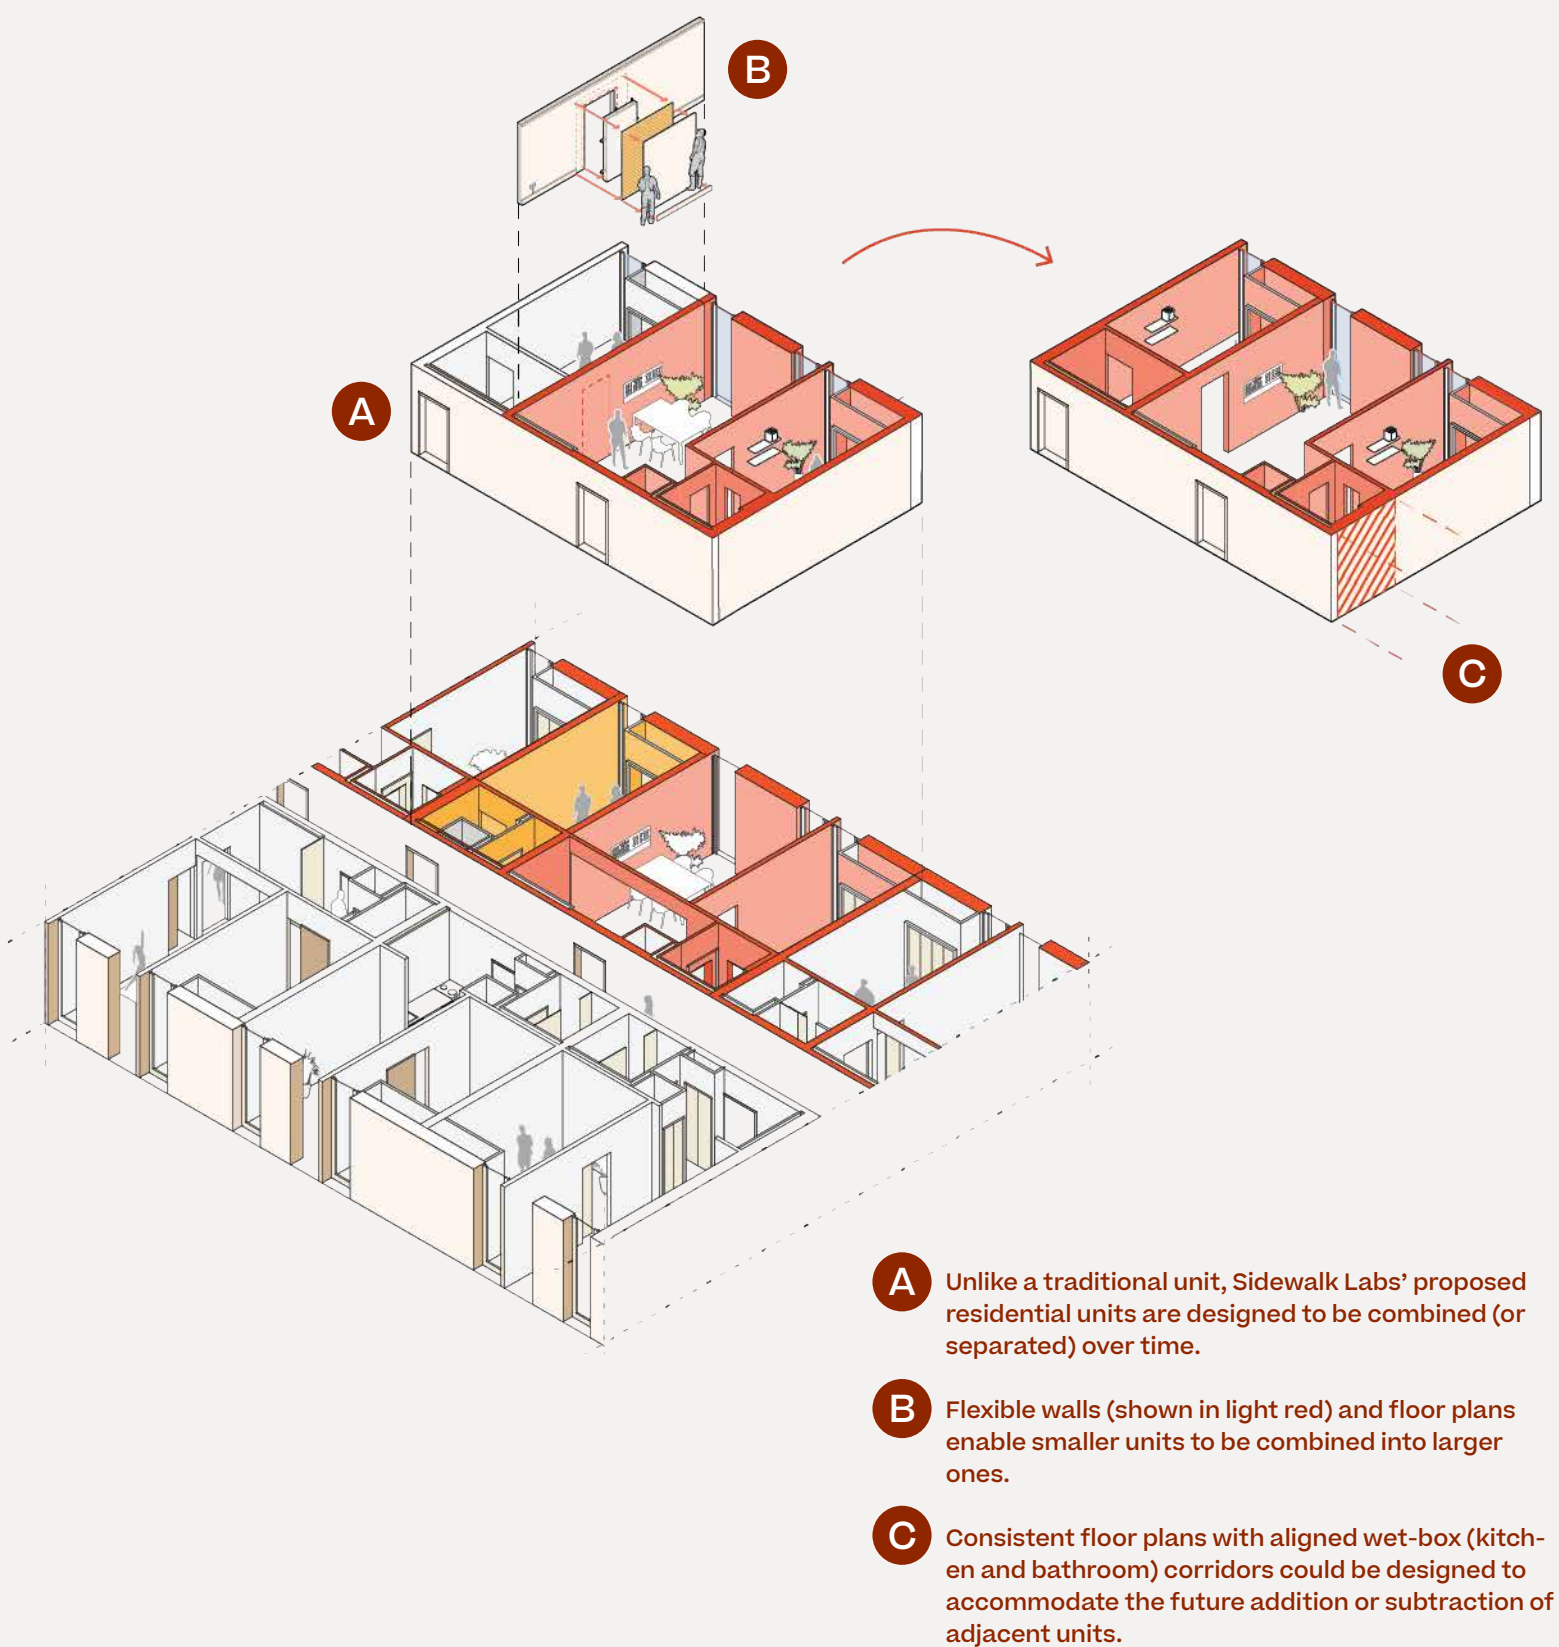 B
A
C
A
Unlike a traditional unit, Sidewalk Labs’ proposed
residential units are designed to be combined (or
separated) over time.
B
Flexible walls (shown in light red) and floor plans
enable smaller units to be combined into larger
ones.
C
Consistent floor plans with aligned wet-box (kitch-
en and bathroom) corridors could be designed to
accommodate the future addition or subtraction of
adjacent units.